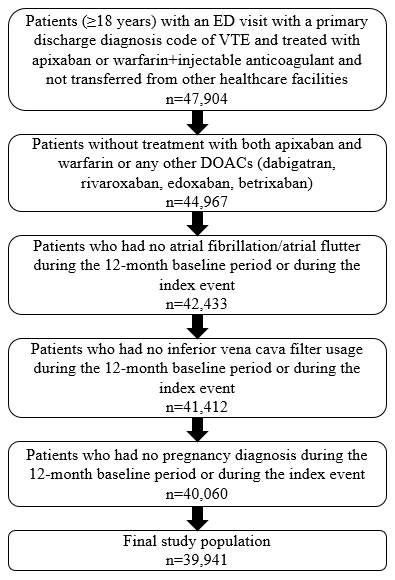 Patients (≥18 years) with an ED visit with a primary
discharge diagnosis code of VTE and treated with
apixaban or warfarin+injectable anticoagulant and
not transferred from other healthcare facilities
n=47,904
Patients without treatment with both apixaban and
warfarin or any other DOACs (dabigatran,
rivaroxaban, edoxaban, betrixaban)
n=44,967
Patients who had no atrial fibrillation/atrial flutter
during the 12-month baseline period or during the
index event
n=42,433
Patients who had no inferior vena cava filter usage
during the 12-month baseline period or during the
index event
n=41,412
Patients who had no pregnancy diagnosis during the
12-month baseline period or during the index event
n=40,060
Final study population
n=39,941